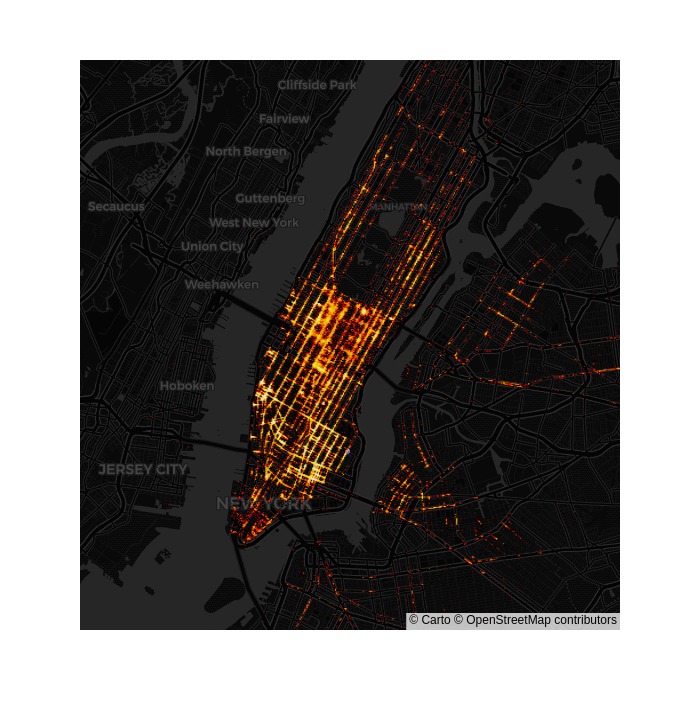 Cliffside Park
Fairview
North Bergen
Guttenberg
Secaucus
MANHATTAN
West New York
Union City
Weehawken
Hoboken
JERSEY CITY
NEW YORK
© Carto © OpenStreetMap contributors